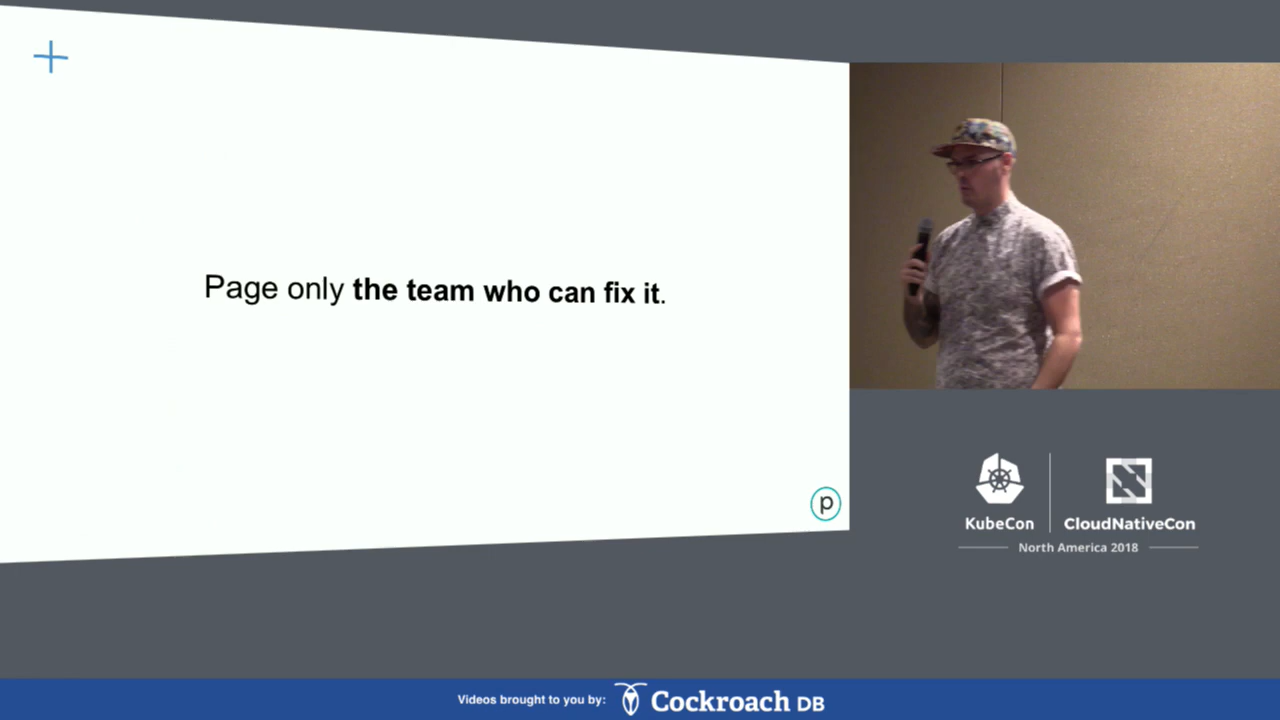 Page only the team who can fix it.
p
KubeCon
CloudNativeCon
North America 2018
Videos brought to you by:
Cockroach DB